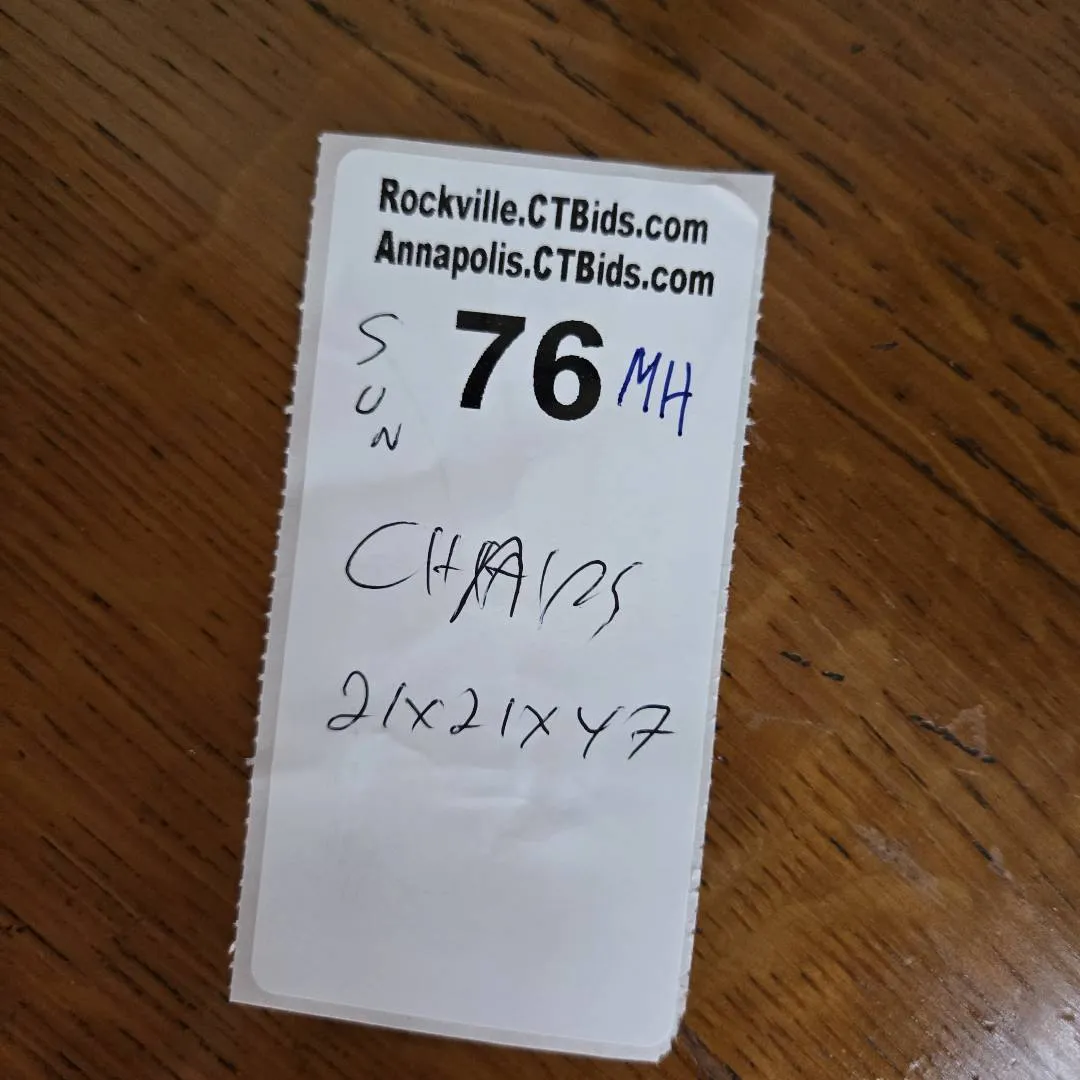 Rockville.CTBids.com
Annapolis.CTBids.com
SUN
76 MH
CHAIRS
21x21x47